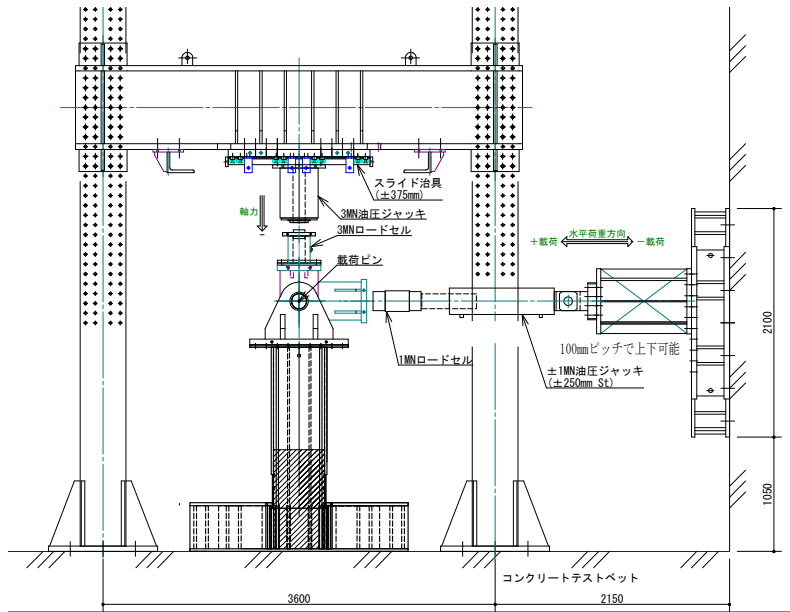 スライド治具
(±375mm)
軸力
3MN油圧ジャッキ
3MNロードセル
＋載荷
水平荷重方向
－載荷
載荷ピン
100mmピッチで上下可能
1MNロードセル
±1MN油圧ジャッキ
(±250mm St)
2100
1050
コンクリートテストベット
3600
2150